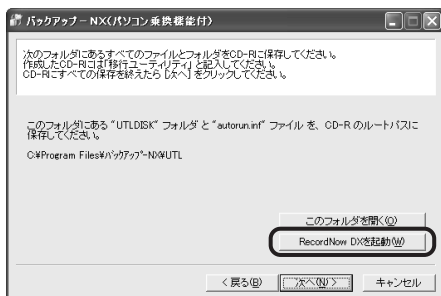 バックアップ－NX(パソコン乗換機能付)
次のフォルダにあるすべてのファイルとフォルダをCD-Rに保存してください。
作成したCD-Rには「移行ユーティリティ」と記入してください。
CD-Rにすべての保存を終えたら [次へ] をクリックしてください。
このフォルダにある "UTLDISK" フォルダ と "autorun.inf" ファイル を、CD-R のルートパスに
保存してください。
C:¥Program Files¥ﾊﾞｯｸｱｯﾌﾟ-NX¥UTL
このフォルダを開く(O)
RecordNow DXを起動(W)
< 戻る(B)
次へ(N) >
キャンセル